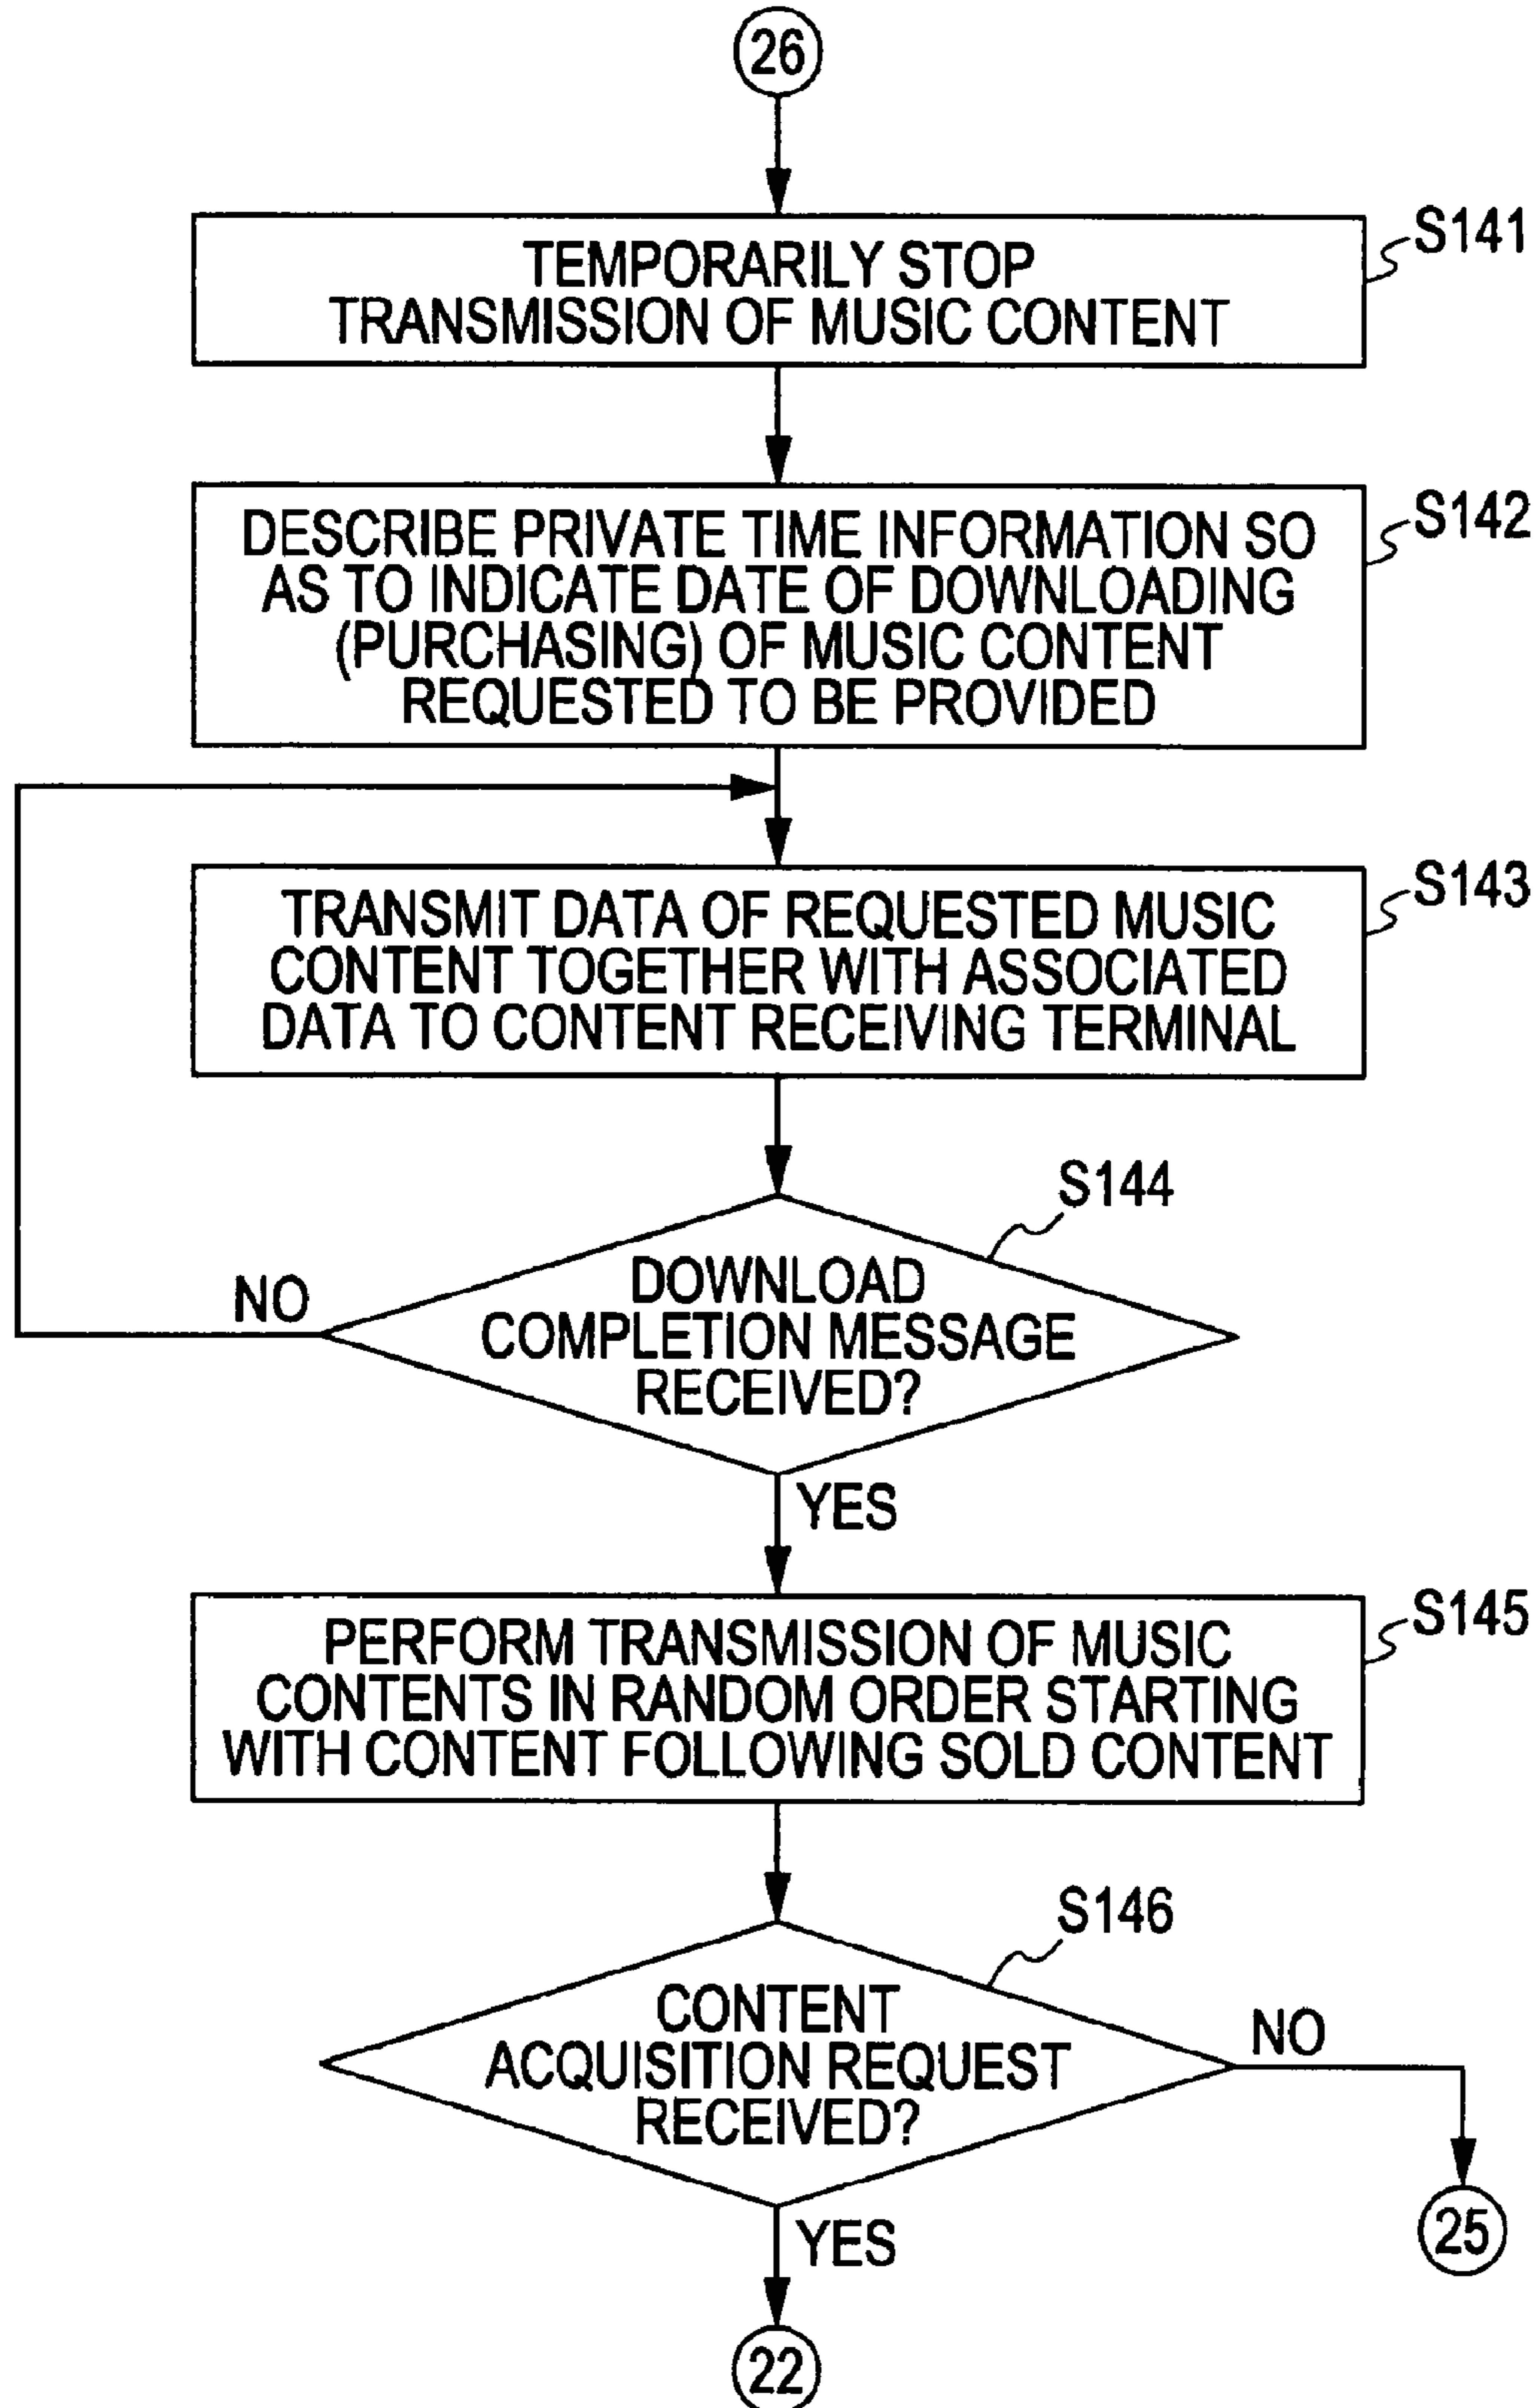 26
S141
TEMPORARILY STOP
TRANSMISSION OF MUSIC CONTENT
S142
DESCRIBE PRIVATE TIME INFORMATION SO
AS TO INDICATE DATE OF DOWNLOADING
(PURCHASING) OF MUSIC CONTENT
REQUESTED TO BE PROVIDED
S143
TRANSMIT DATA OF REQUESTED MUSIC
CONTENT TOGETHER WITH ASSOCIATED
DATA TO CONTENT RECEIVING TERMINAL
S144
DOWNLOAD
COMPLETION MESSAGE
RECEIVED?
NO
YES
S145
PERFORM TRANSMISSION OF MUSIC
CONTENTS IN RANDOM ORDER STARTING
WITH CONTENT FOLLOWING SOLD CONTENT
S146
CONTENT
ACQUISITION REQUEST
RECEIVED?
NO
25
YES
22